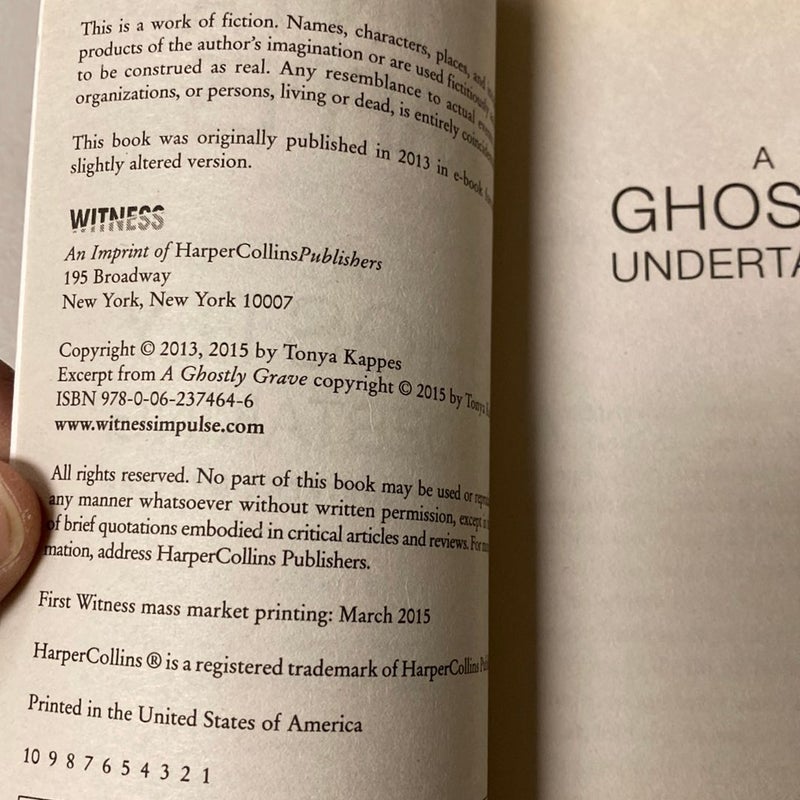 This is a work of fiction. Names, characters, places, and
products of the author's imagination or are used fictitiously
to be construed as real. Any resemblance to actual events
organizations, or persons, living or dead, is entirely
This book was originally published in 2013 in e-book
slightly altered version.
WITNESS
An Imprint of HarperCollinsPublishers
195 Broadway
New York, New York 10007
Copyright © 2013, 2015 by Tonya Kappes
Excerpt from A Ghostly Grave copyright © 2015 by Tonya
ISBN 978-0-06-237464-6
www.witnessimpulse.com
All rights reserved. No part of this book may be used or
any manner whatsoever without written permission, except
of brief quotations embodied in critical articles and reviews. For
mation, address HarperCollins Publishers.
First Witness mass market printing: March 2015
HarperCollins ® is a registered trademark of HarperCollins
Printed in the United States of America
10 9 8 7 6 5 4 3 2 1
A
GHOS
UNDERTA